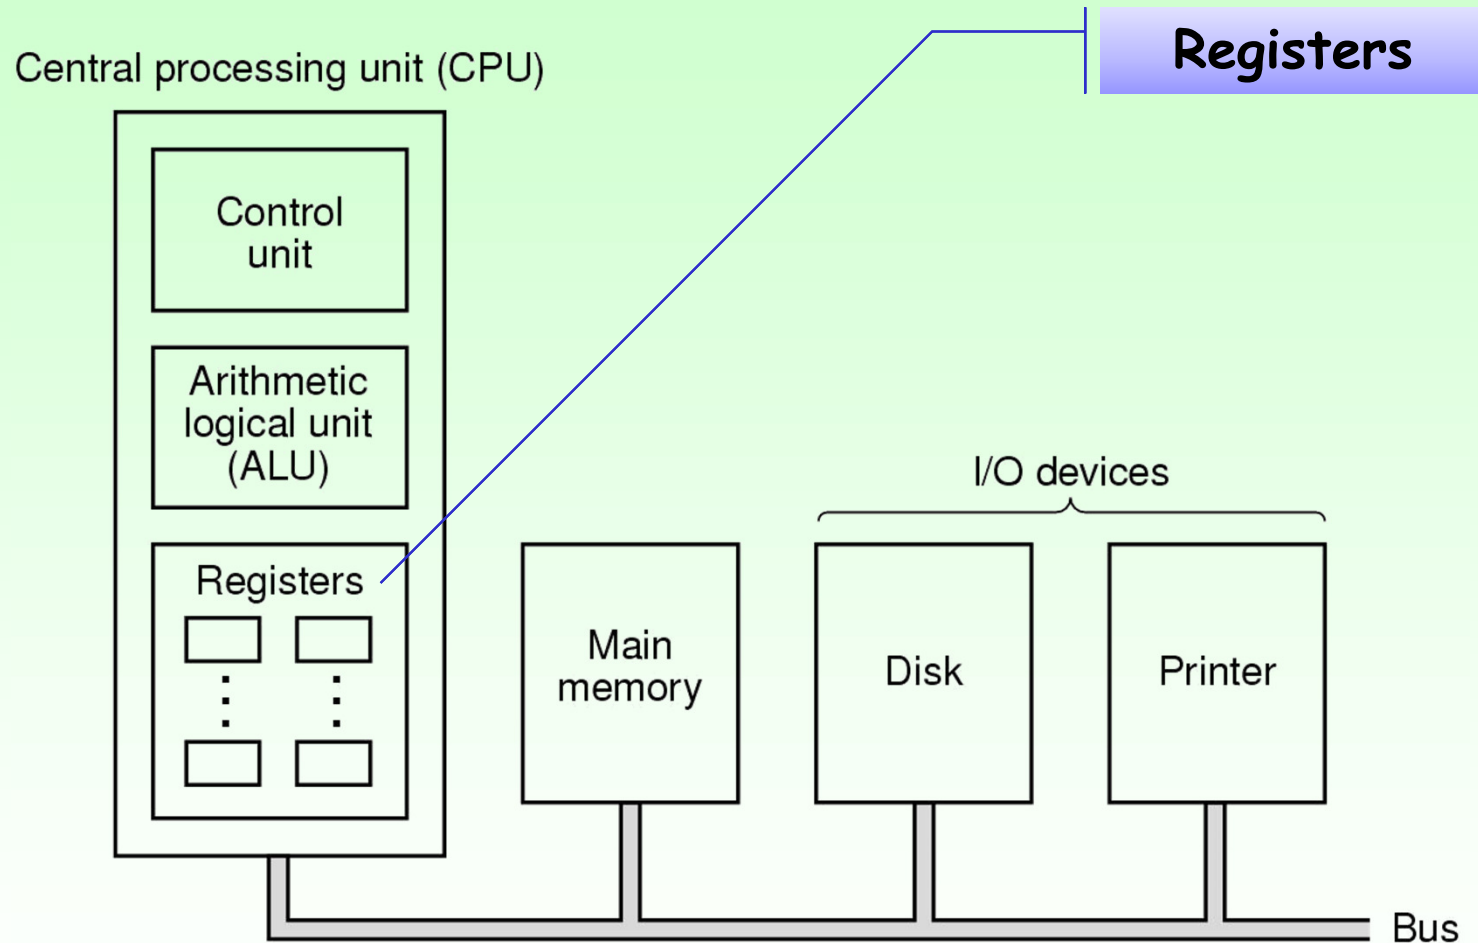 Registers
Central processing unit (CPU)
Control
unit
Arithmetic
logical unit
(ALU)
Registers
I/O devices
Main
memory
Disk
Printer
Bus